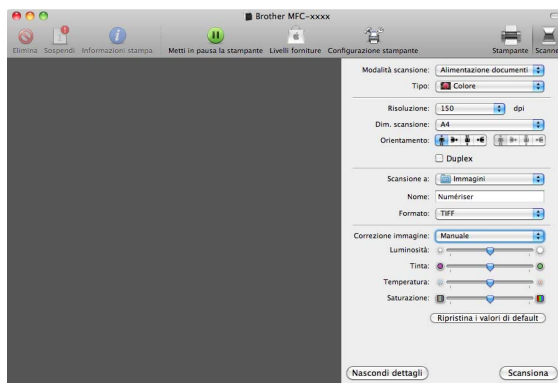 Brother MFC-xxxx
Elimina Sospendi Informazioni stampa Metti in pausa la stampante Livelli forniture Configurazione stampante Stampante
Modalità scansione: Alimentazione documenti
Tipo: Colore
Risoluzione: 150 dpi
Dim. scansione: A4
Orientamento:
Duplex
Scansione a: Immagini
Nome: Numériser
Formato: TIFF
Correzione immagine: Manuale
Luminosità:
Tinta:
Temperatura:
Saturazione:
Ripristina i valori di default
Nascondi dettagli Scansiona